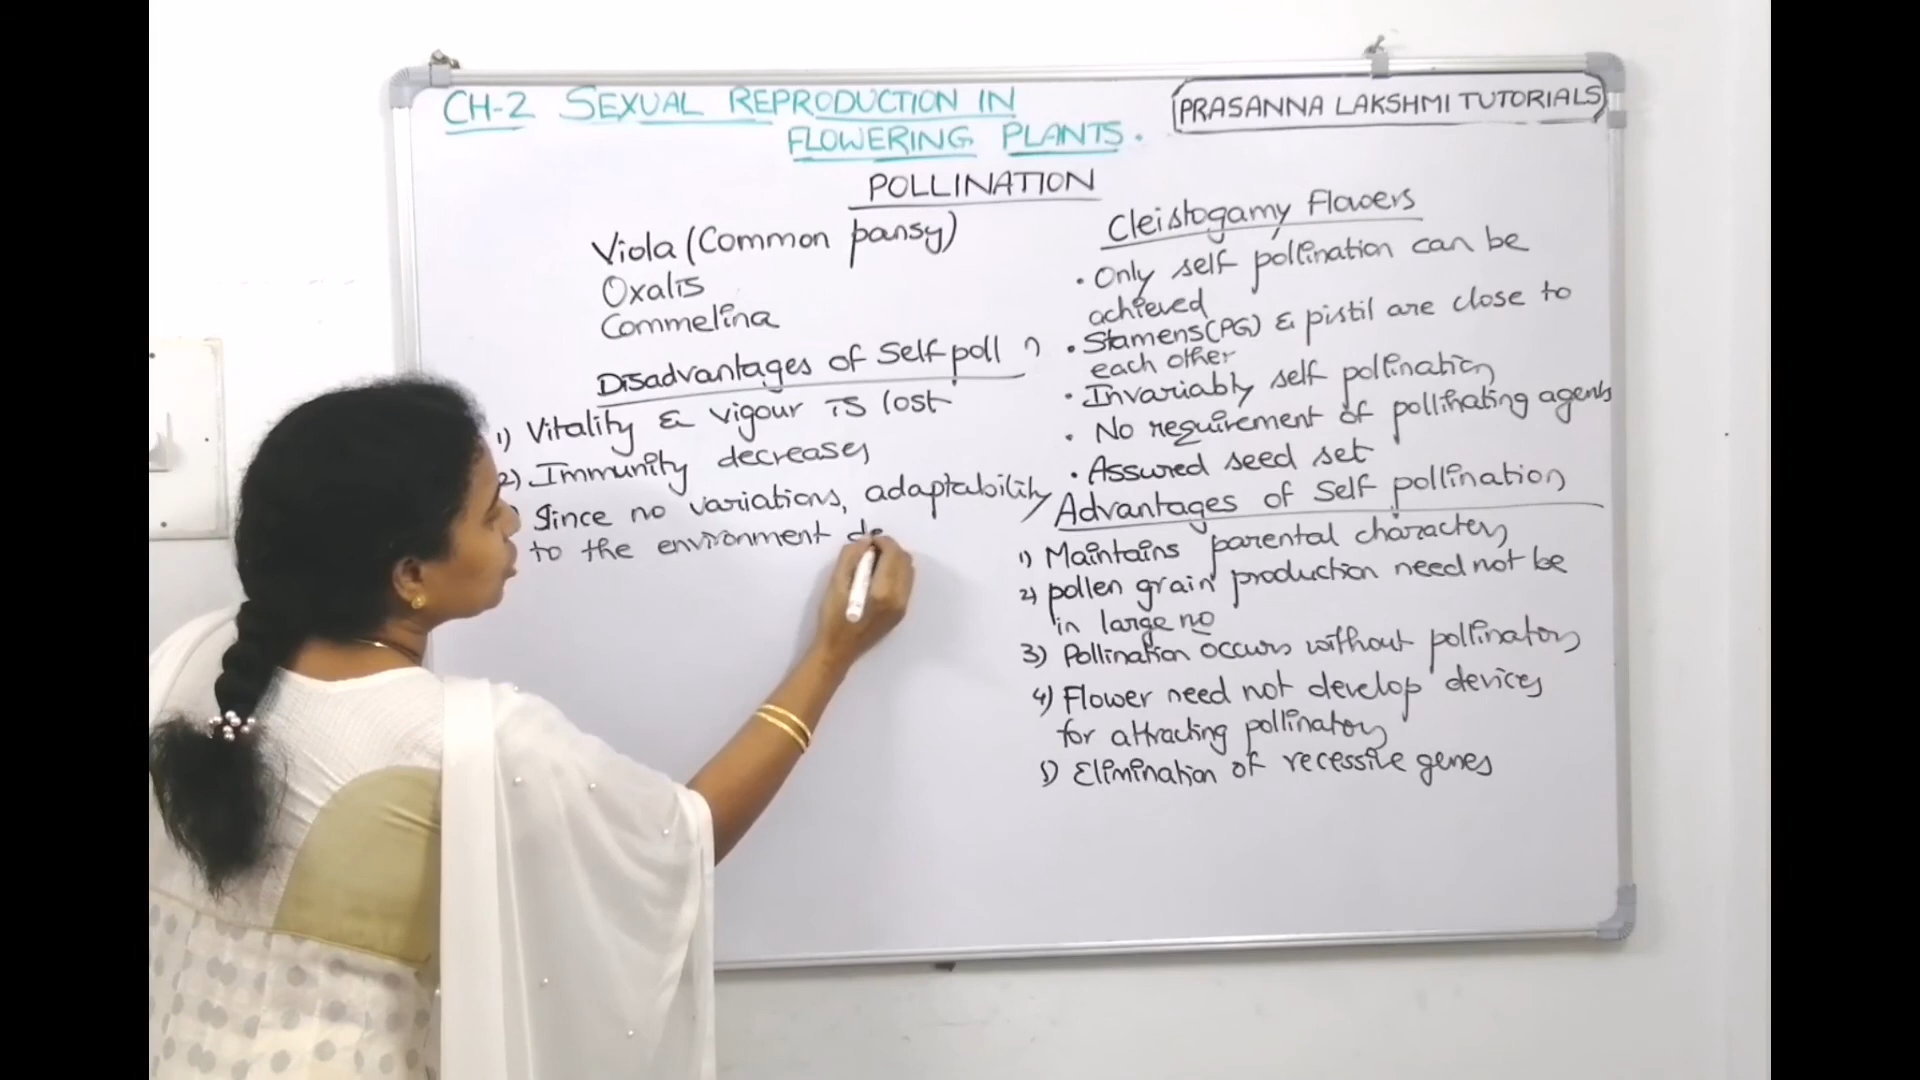 CH-2 SEXUAL REPRODUCTION IN
FLOWERING PLANTS.
PRASANNA LAKSHMI TUTORIALS
POLLINATION
Viola (Common pansy)
Oxalis
Commelina
Disadvantages of Self poll n
1) Vitality & vigour is lost
2) Immunity decreases
Since no variations, adaptability
to the environment de
Cleistogamy Flowers
• Only self pollination can be
achieved
• Stamens(PG) & pistil are close to
each other
• Invariably self pollination
• No requirement of pollinating agents
• Assured seed set
Advantages of Self pollination
1) Maintains parental characters
2) pollen grain production need not be
in large no
3) Pollination occurs without pollinators
4) Flower need not develop devices
for attracting pollinators
5) Elimination of recessive genes